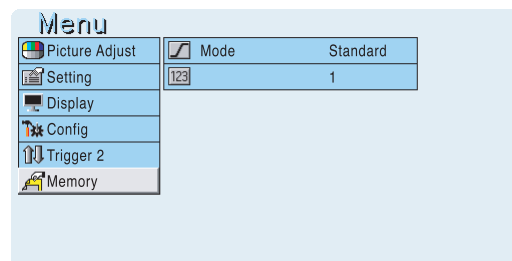 Menu
Picture Adjust
Mode Standard
Setting
123 1
Display
Config
Trigger 2
Memory